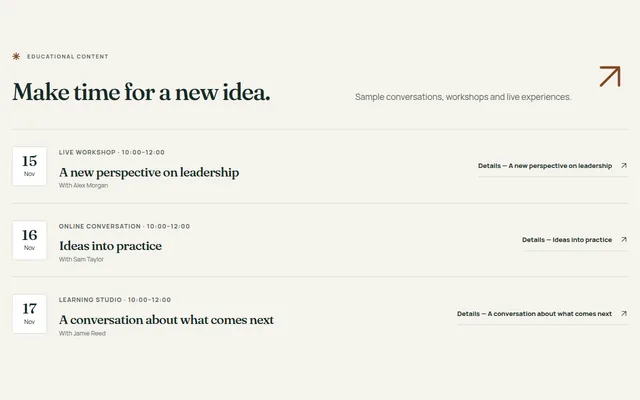 EDUCATIONAL CONTENT
Make time for a new idea.
Sample conversations, workshops and live experiences.
15
Nov
LIVE WORKSHOP · 10:00–12:00
A new perspective on leadership
With Alex Morgan
Details — A new perspective on leadership
16
Nov
ONLINE CONVERSATION · 10:00–12:00
Ideas into practice
With Sam Taylor
Details — Ideas into practice
17
Nov
LEARNING STUDIO · 10:00–12:00
A conversation about what comes next
With Jamie Reed
Details — A conversation about what comes next